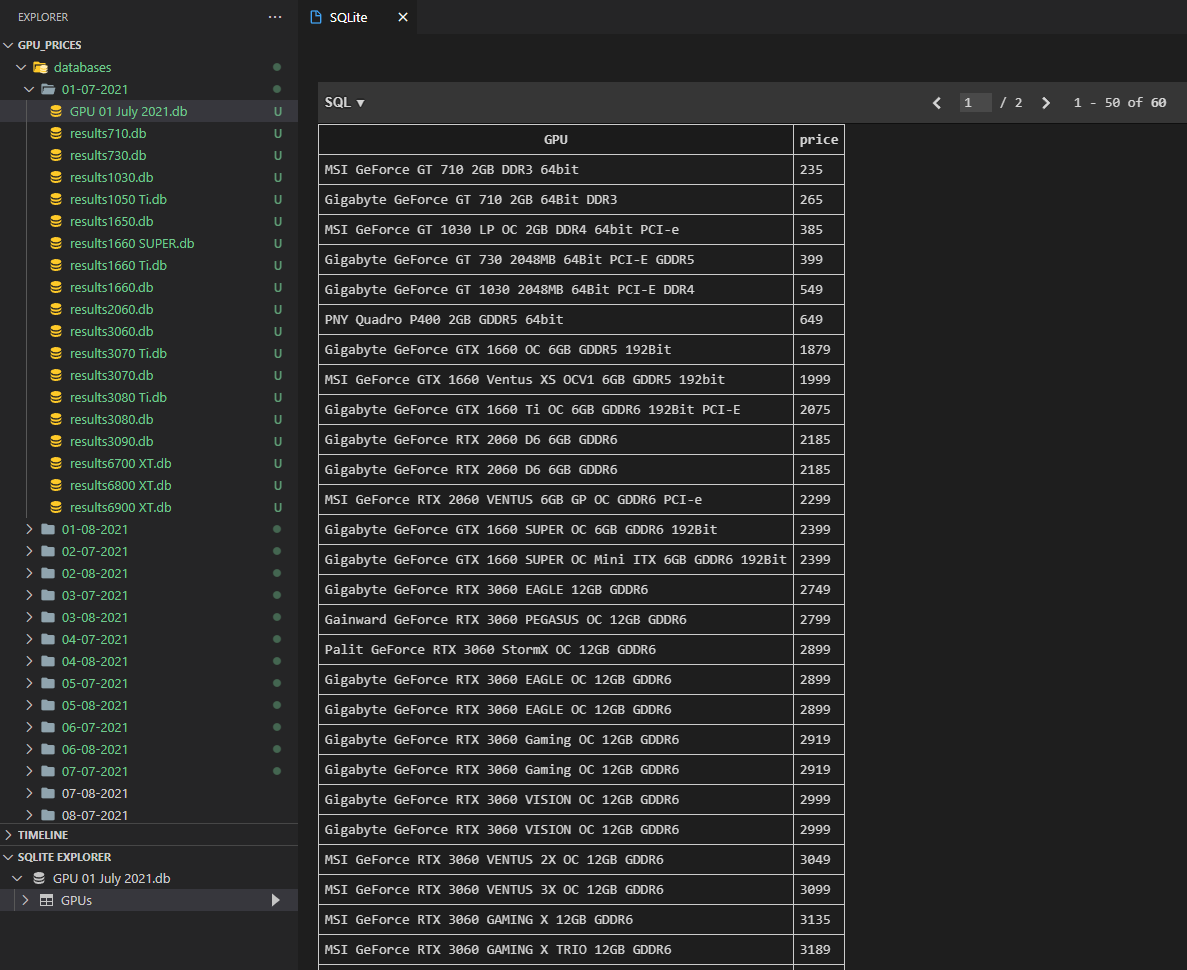 EXPLORER
···
GPU_PRICES
databases
01-07-2021
GPU 01 July 2021.db U
results710.db U
results730.db U
results1030.db U
results1050 Ti.db U
results1650.db U
results1660 SUPER.db U
results1660 Ti.db U
results1660.db U
results2060.db U
results3060.db U
results3070 Ti.db U
results3070.db U
results3080 Ti.db U
results3080.db U
results3090.db U
results6700 XT.db U
results6800 XT.db U
results6900 XT.db U
01-08-2021
02-07-2021
02-08-2021
03-07-2021
03-08-2021
04-07-2021
04-08-2021
05-07-2021
05-08-2021
06-07-2021
06-08-2021
07-07-2021
07-08-2021
08-07-2021
TIMELINE
SQLITE EXPLORER
GPU 01 July 2021.db
GPUs
SQLite
SQL ▼ 1 / 2 1 - 50 of 60
GPU price
MSI GeForce GT 710 2GB DDR3 64bit 235
Gigabyte GeForce GT 710 2GB 64Bit DDR3 265
MSI GeForce GT 1030 LP OC 2GB DDR4 64bit PCI-e 385
Gigabyte GeForce GT 730 2048MB 64Bit PCI-E GDDR5 399
Gigabyte GeForce GT 1030 2048MB 64Bit PCI-E DDR4 549
PNY Quadro P400 2GB GDDR5 64bit 649
Gigabyte GeForce GTX 1660 OC 6GB GDDR5 192Bit 1879
MSI GeForce GTX 1660 Ventus XS OCV1 6GB GDDR5 192bit 1999
Gigabyte GeForce GTX 1660 Ti OC 6GB GDDR6 192Bit PCI-E 2075
Gigabyte GeForce RTX 2060 D6 6GB GDDR6 2185
Gigabyte GeForce RTX 2060 D6 6GB GDDR6 2185
MSI GeForce RTX 2060 VENTUS 6GB GP OC GDDR6 PCI-e 2299
Gigabyte GeForce GTX 1660 SUPER OC 6GB GDDR6 192Bit 2399
Gigabyte GeForce GTX 1660 SUPER OC Mini ITX 6GB GDDR6 192Bit 2399
Gigabyte GeForce RTX 3060 EAGLE 12GB GDDR6 2749
Gainward GeForce RTX 3060 PEGASUS OC 12GB GDDR6 2799
Palit GeForce RTX 3060 StormX OC 12GB GDDR6 2899
Gigabyte GeForce RTX 3060 EAGLE OC 12GB GDDR6 2899
Gigabyte GeForce RTX 3060 EAGLE OC 12GB GDDR6 2899
Gigabyte GeForce RTX 3060 Gaming OC 12GB GDDR6 2919
Gigabyte GeForce RTX 3060 Gaming OC 12GB GDDR6 2919
Gigabyte GeForce RTX 3060 VISION OC 12GB GDDR6 2999
Gigabyte GeForce RTX 3060 VISION OC 12GB GDDR6 2999
MSI GeForce RTX 3060 VENTUS 2X OC 12GB GDDR6 3049
MSI GeForce RTX 3060 VENTUS 3X OC 12GB GDDR6 3099
MSI GeForce RTX 3060 GAMING X 12GB GDDR6 3135
MSI GeForce RTX 3060 GAMING X TRIO 12GB GDDR6 3189